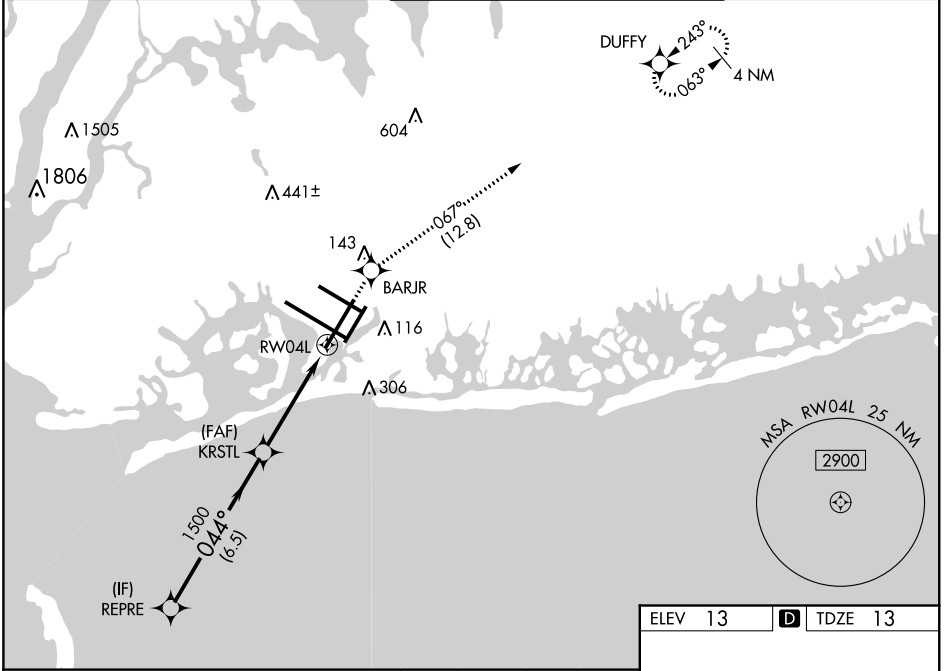 DUFFY
243°
063°
4 NM
1505
604
1806
441±
067°
(12.8)
143
BARJR
116
RW04L
306
(FAF)
KRSTL
MSA RW04L 25 NM
2900
1500
044°
(6.5)
(IF)
REPRE
ELEV 13 D TDZE 13